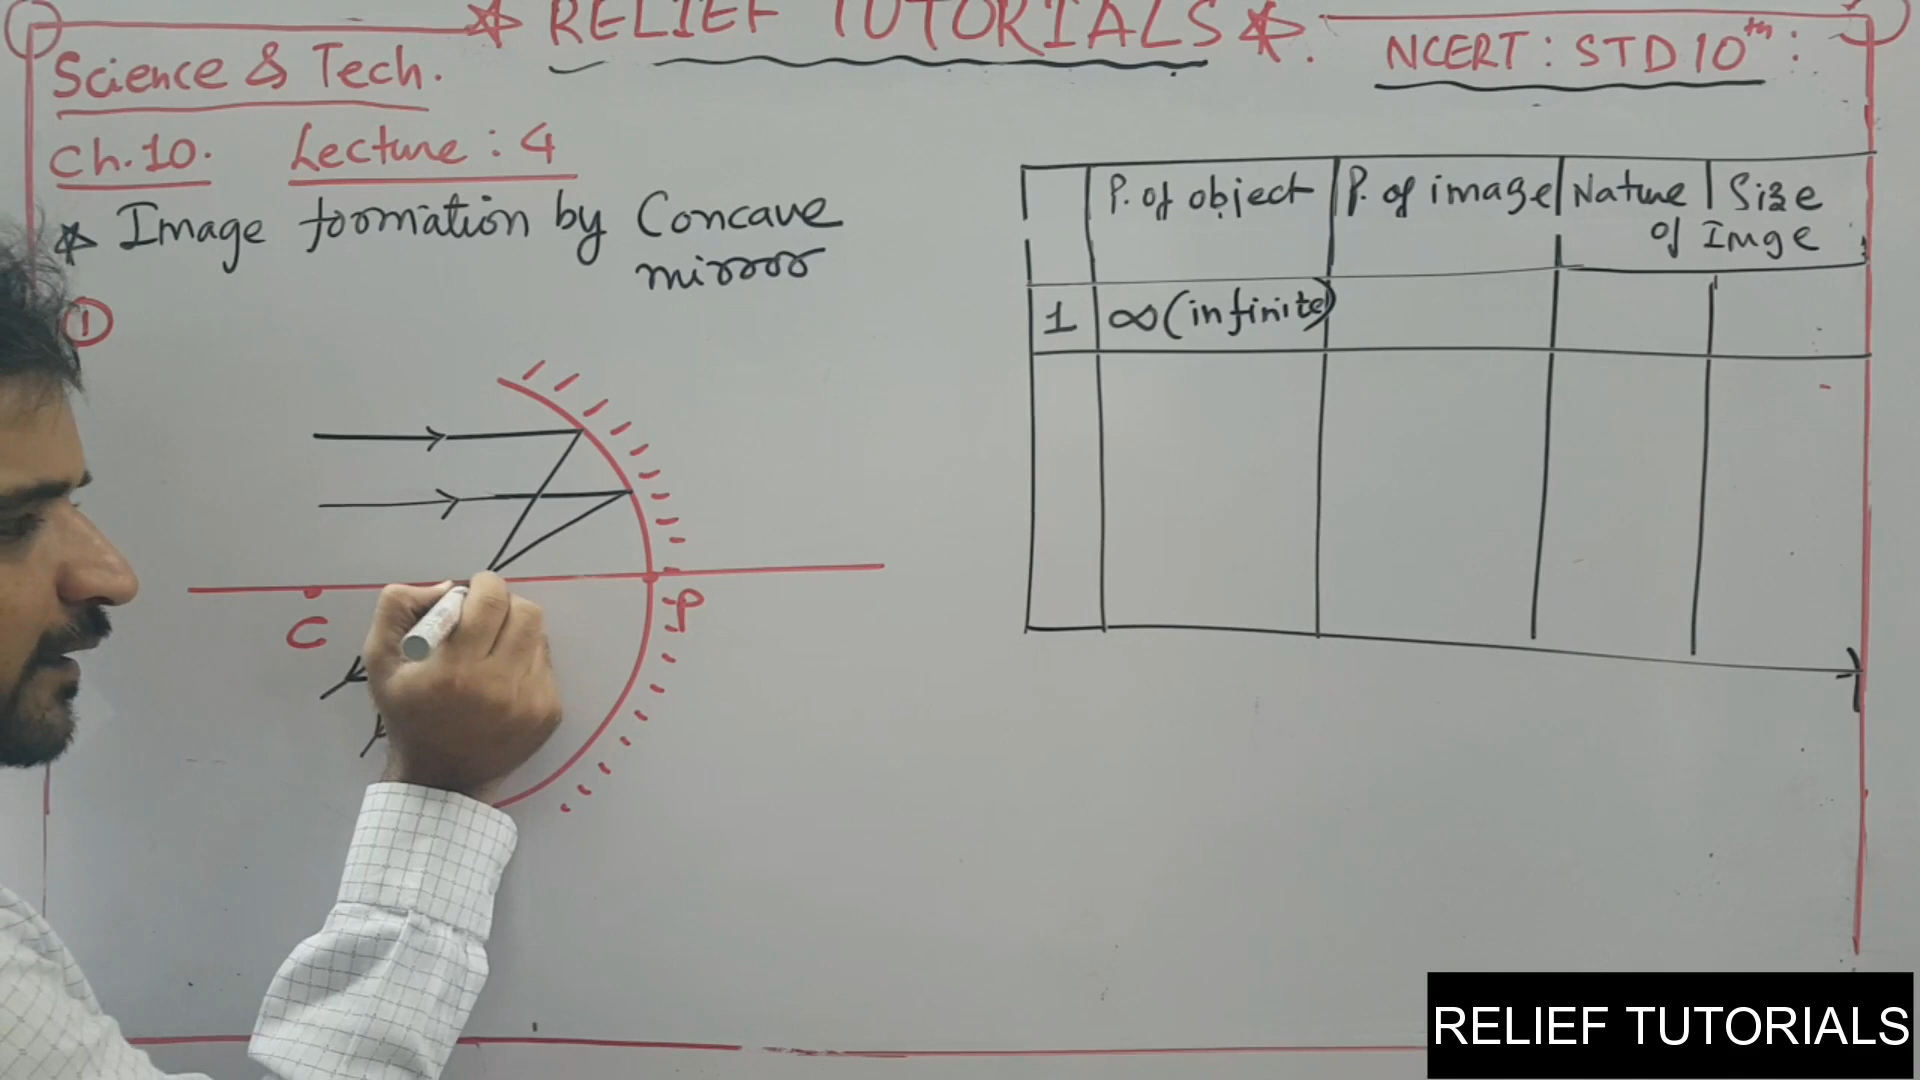 RELIEF TUTORIALS
NCERT : STD 10th :
Science & Tech.
Ch.10. Lecture : 4
Image formation by Concave
mirror
P. of object P. of image Nature Size
of Imge
1 ∞ (infinite)
1
C
P
RELIEF TUTORIALS